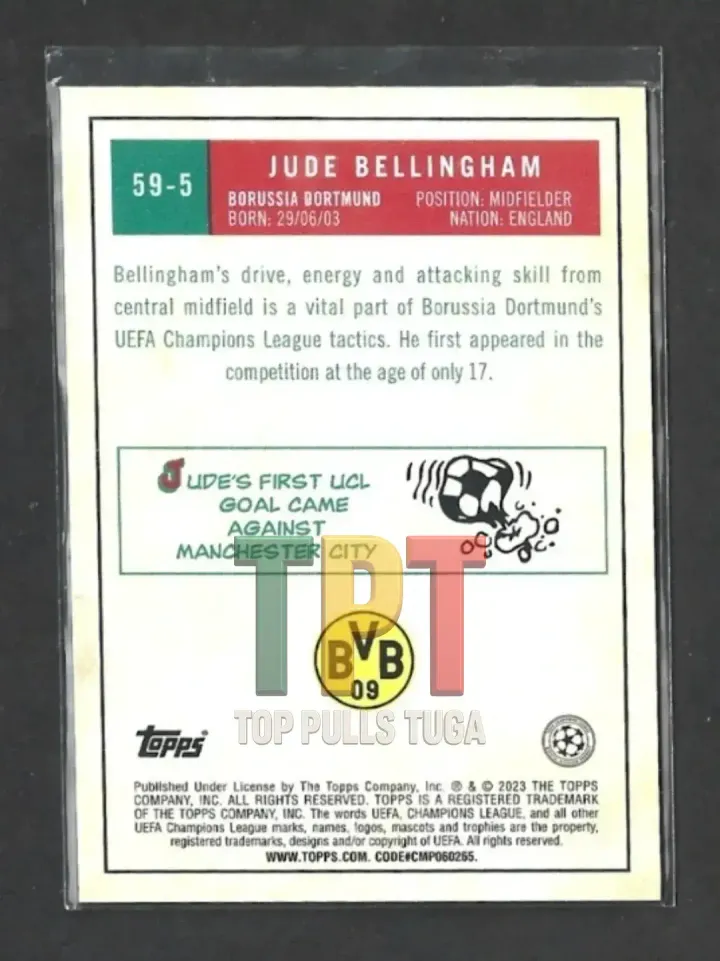 59-5
JUDE BELLINGHAM
BORUSSIA DORTMUND POSITION: MIDFIELDER
BORN: 29/06/03 NATION: ENGLAND
Bellingham's drive, energy and attacking skill from
central midfield is a vital part of Borussia Dortmund's
UEFA Champions League tactics. He first appeared in the
competition at the age of only 17.
JUDE'S FIRST UCL
GOAL CAME
AGAINST
MANCHESTER CITY
TPT
BVB
09
TOP PULLS TUGA
topps
Published Under License by The Topps Company, Inc. ® & © 2023 THE TOPPS
COMPANY, INC. ALL RIGHTS RESERVED. TOPPS IS A REGISTERED TRADEMARK
OF THE TOPPS COMPANY, INC. The words UEFA, CHAMPIONS LEAGUE, and all other
UEFA Champions League marks, names, logos, mascots and trophies are the property,
registered trademarks, designs and/or copyright of UEFA. All rights reserved.
WWW.TOPPS.COM. CODE#CMP060265.